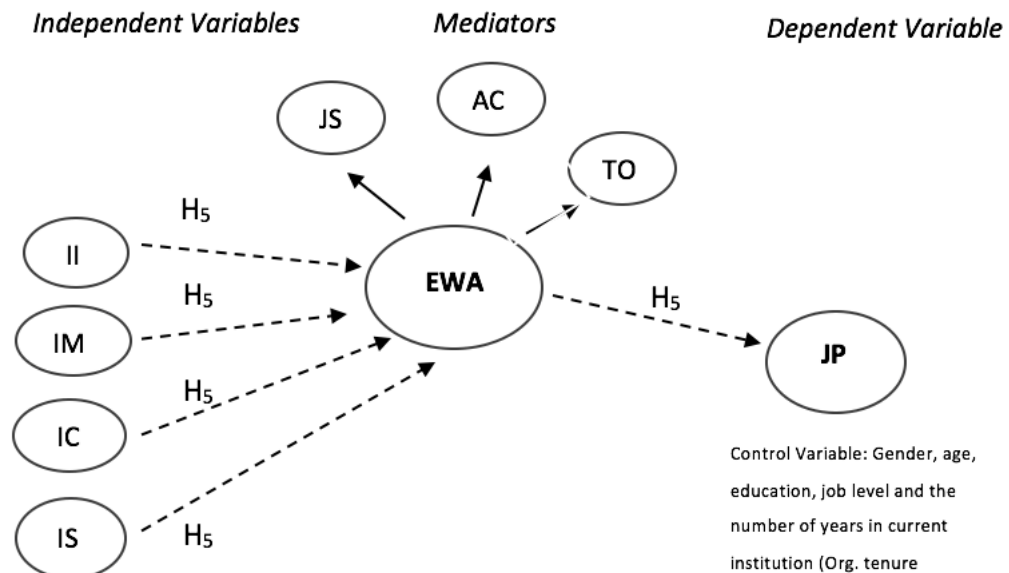 Independent Variables
Mediators
Dependent Variable
JS
AC
TO
H₅
II
EWA
H₅
IM
H₅
JP
H₅
IC
IS
H₅
Control Variable: Gender, age,
education, job level and the
number of years in current
institution (Org. tenure